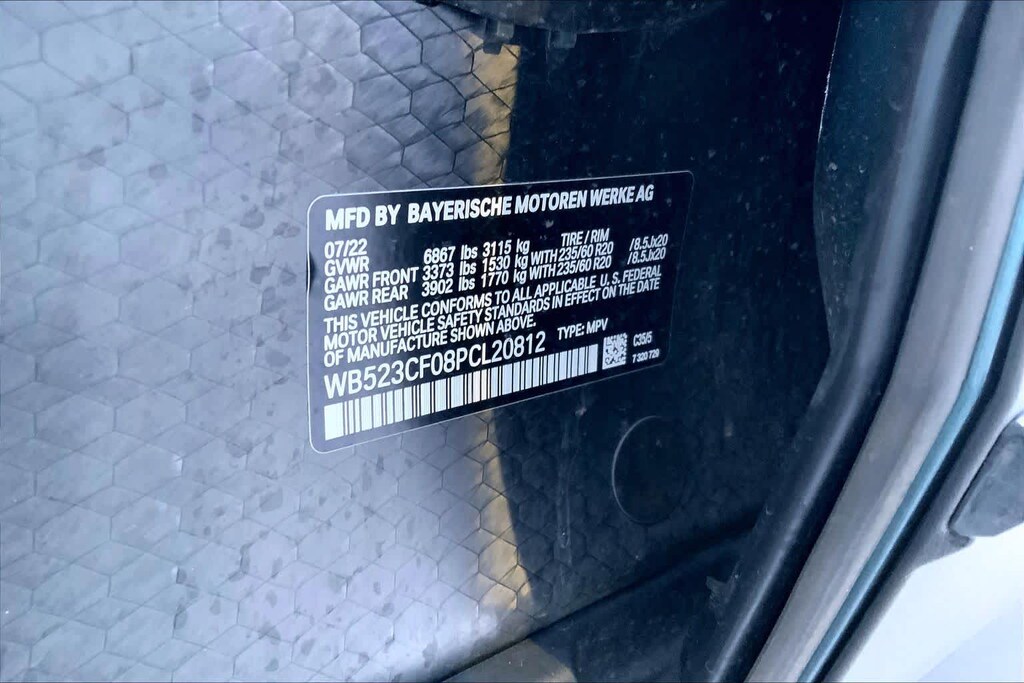 MFD BY BAYERISCHE MOTOREN WERKE AG
07/22 TIRE / RIM
GVWR 6867 lbs 3115 kg
GAWR FRONT 3373 lbs 1530 kg WITH 235/60 R20 /8.5Jx20
GAWR REAR 3902 lbs 1770 kg WITH 235/60 R20 /8.5Jx20
THIS VEHICLE CONFORMS TO ALL APPLICABLE U. S. FEDERAL
MOTOR VEHICLE SAFETY STANDARDS IN EFFECT ON THE DATE
OF MANUFACTURE SHOWN ABOVE. TYPE: MPV
WB523CF08PCL20812 C35/5
7 320 729